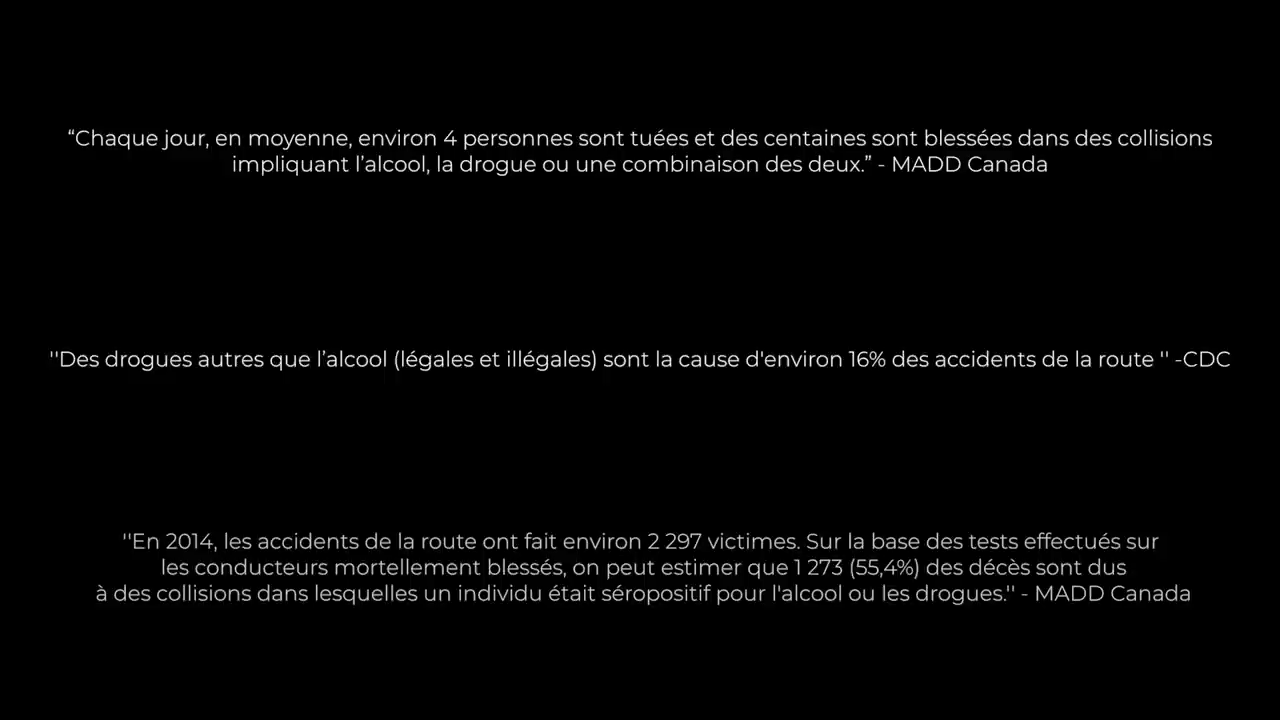 “Chaque jour, en moyenne, environ 4 personnes sont tuées et des centaines sont blessées dans des collisions
impliquant l’alcool, la drogue ou une combinaison des deux.” - MADD Canada
''Des drogues autres que l’alcool (légales et illégales) sont la cause d'environ 16% des accidents de la route '' -CDC
''En 2014, les accidents de la route ont fait environ 2 297 victimes. Sur la base des tests effectués sur
les conducteurs mortellement blessés, on peut estimer que 1 273 (55,4%) des décès sont dus
à des collisions dans lesquelles un individu était séropositif pour l'alcool ou les drogues.'' - MADD Canada